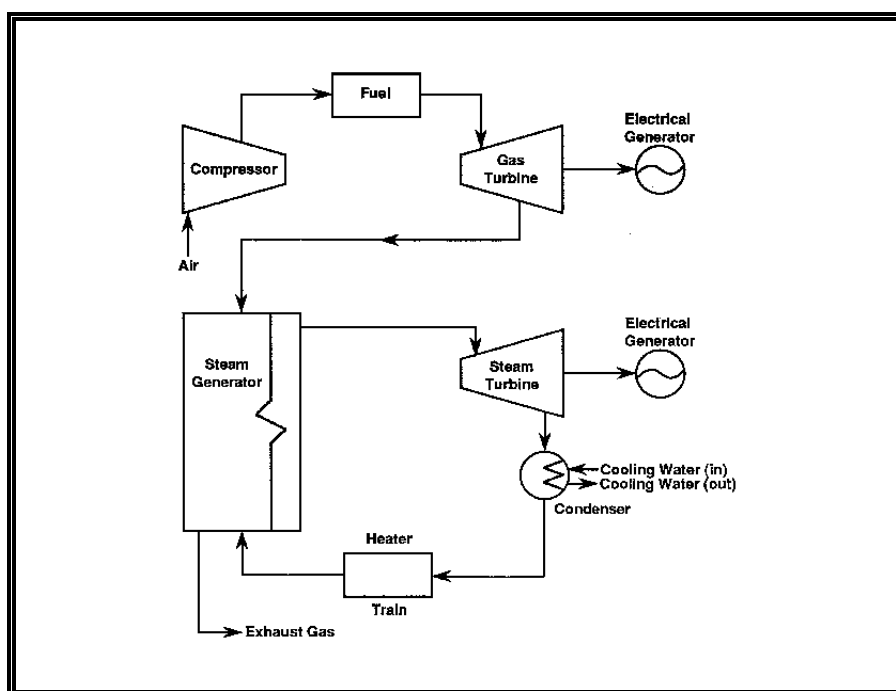 Fuel
Electrical
Generator
Compressor
Gas
Turbine
Air
Electrical
Generator
Steam
Generator
Steam
Turbine
Cooling Water (in)
Cooling Water (out)
Condenser
Heater
Train
Exhaust Gas